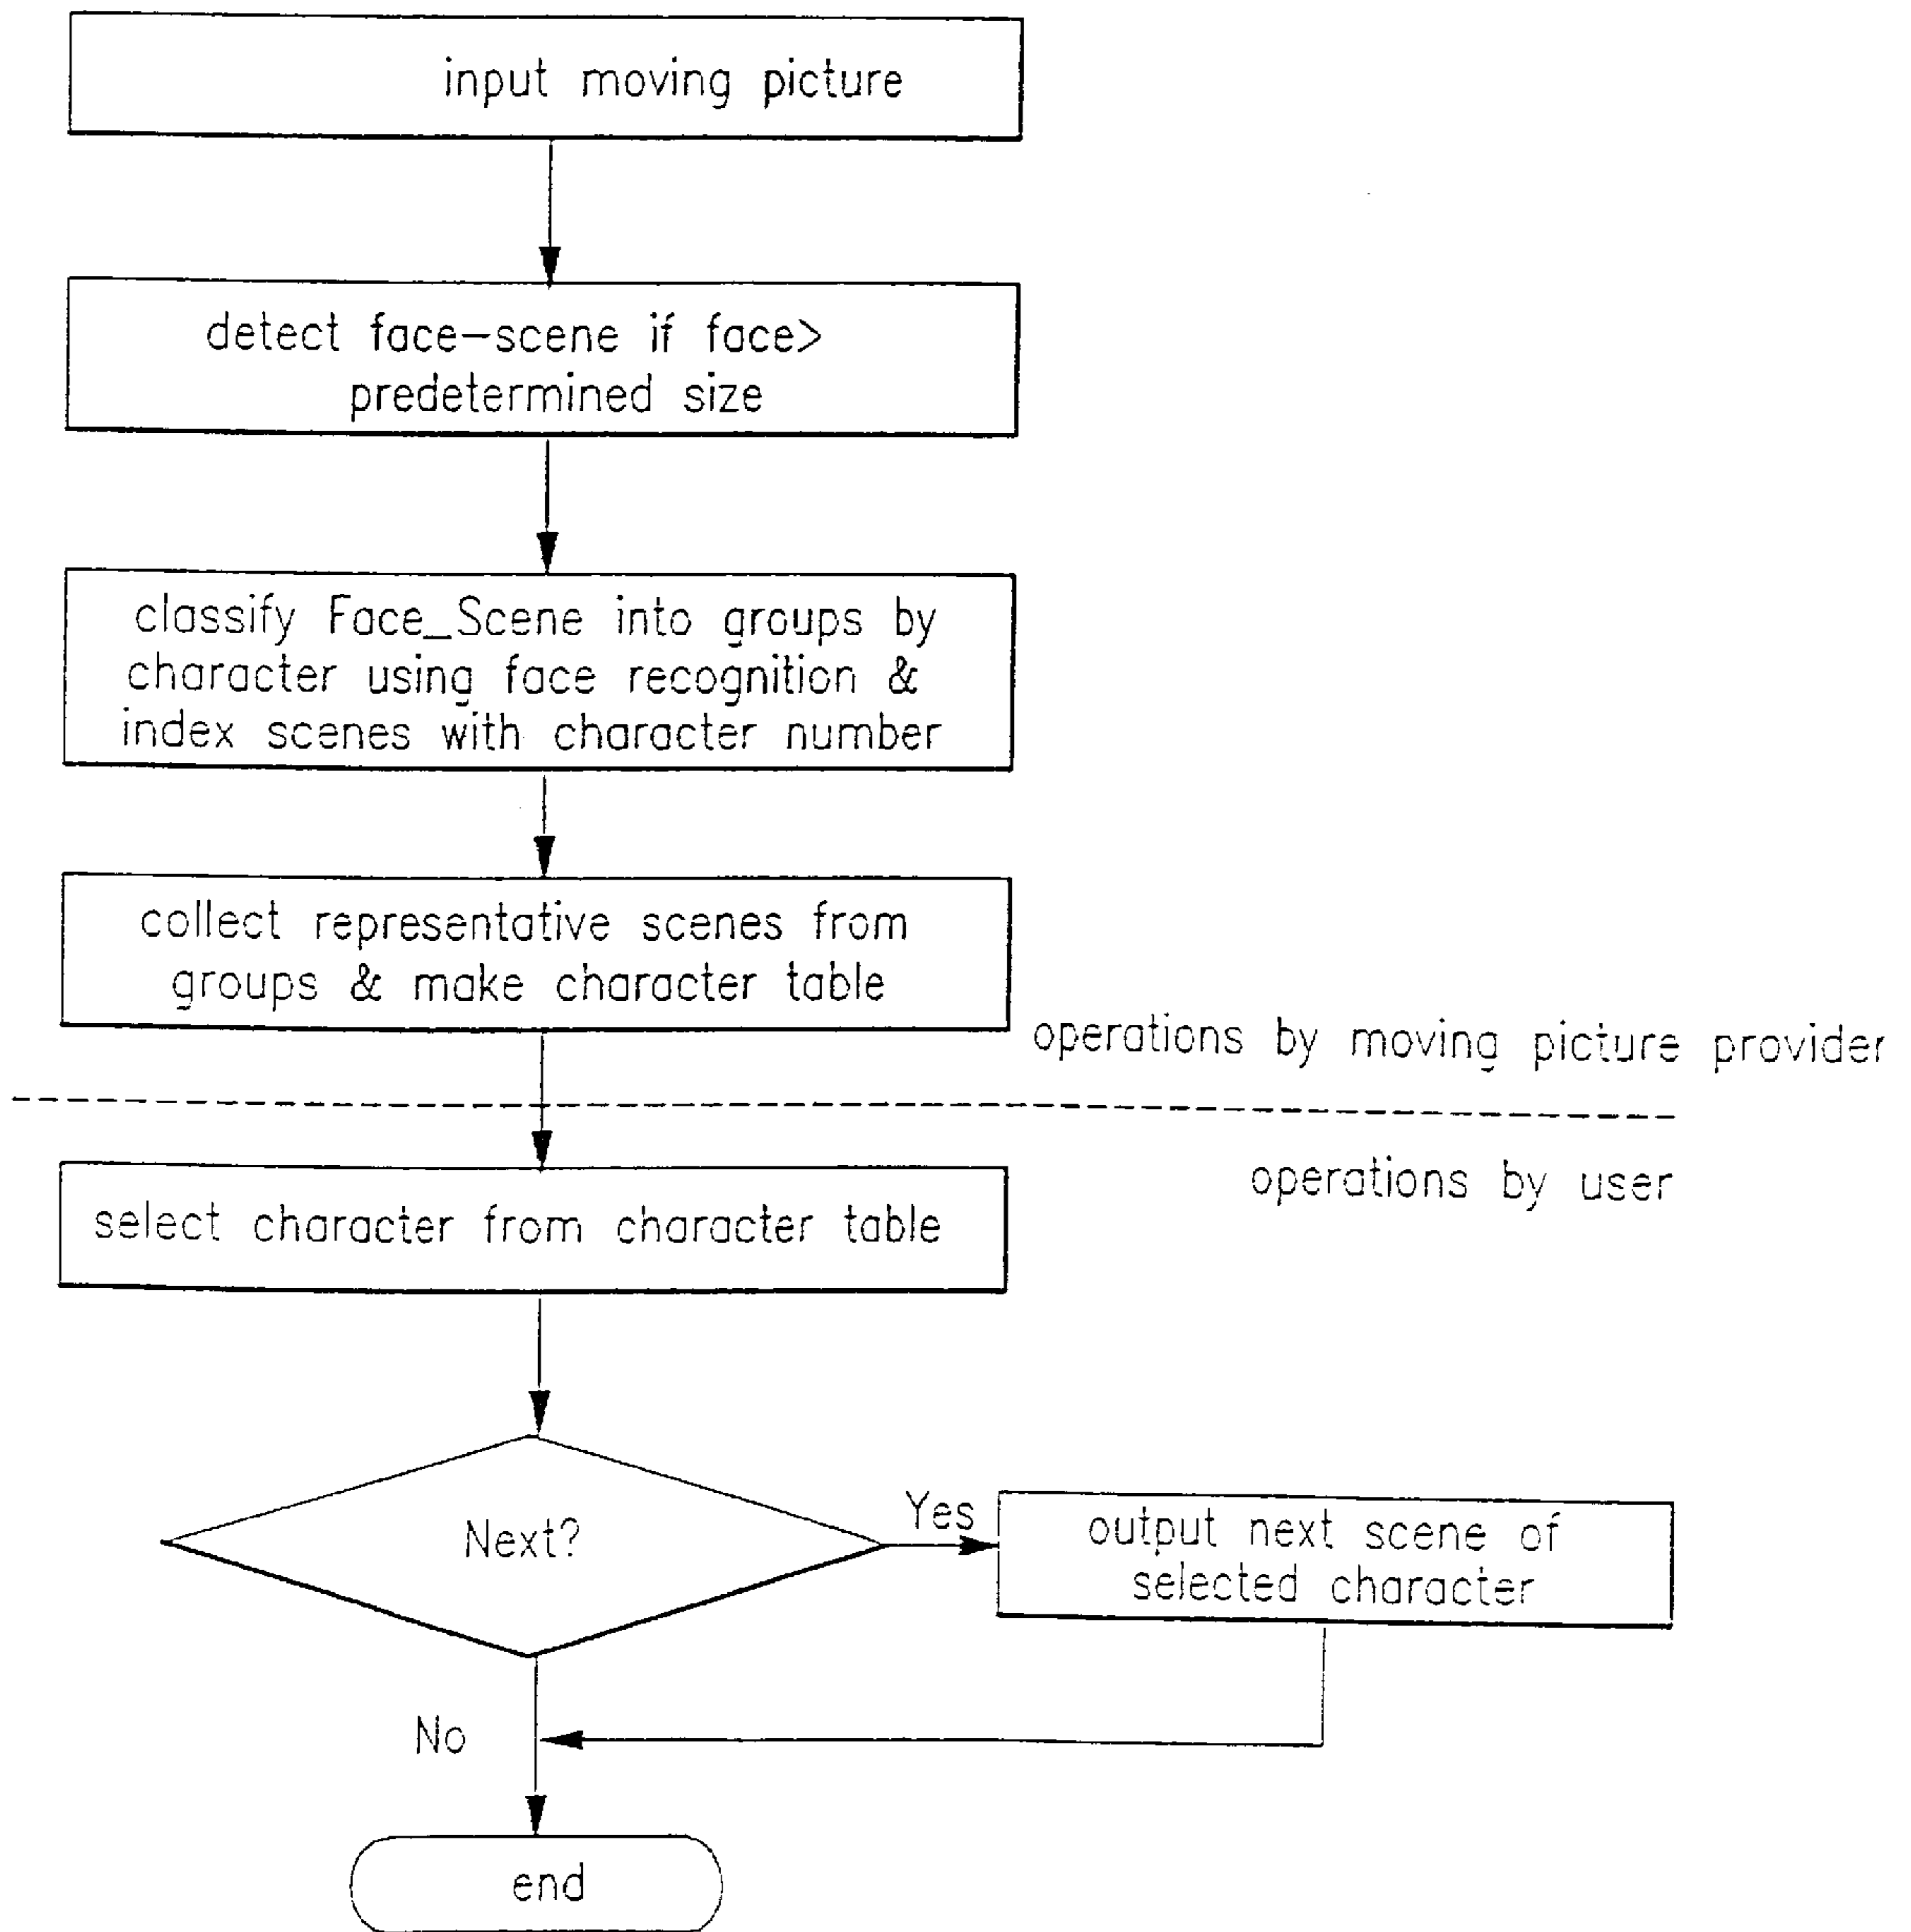 input moving picture
detect face-scene if face>
predetermined size
classify Face_Scene into groups by
character using face recognition &
index scenes with character number
collect representative scenes from
groups & make character table
operations by moving picture provider
operations by user
select character from character table
Next?
Yes
output next scene of
selected character
No
end